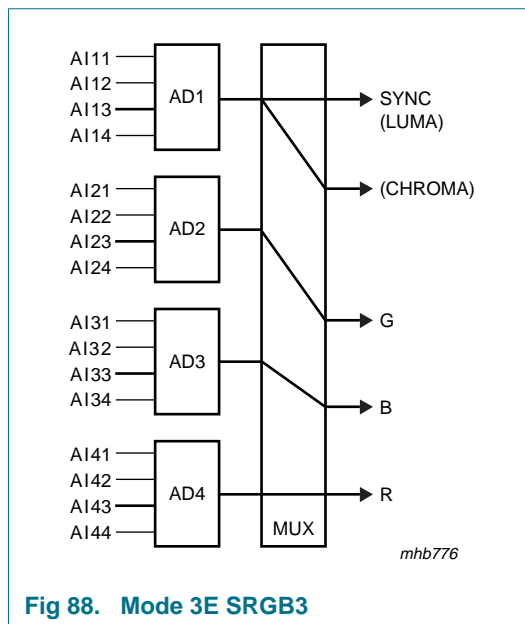 AI11
AI12
AI13
AI14
AD1
SYNC
(LUMA)
(CHROMA)
AI21
AI22
AI23
AI24
AD2
G
AI31
AI32
AI33
AI34
AD3
B
AI41
AI42
AI43
AI44
AD4
R
MUX
mhb776
Fig 88. Mode 3E SRGB3